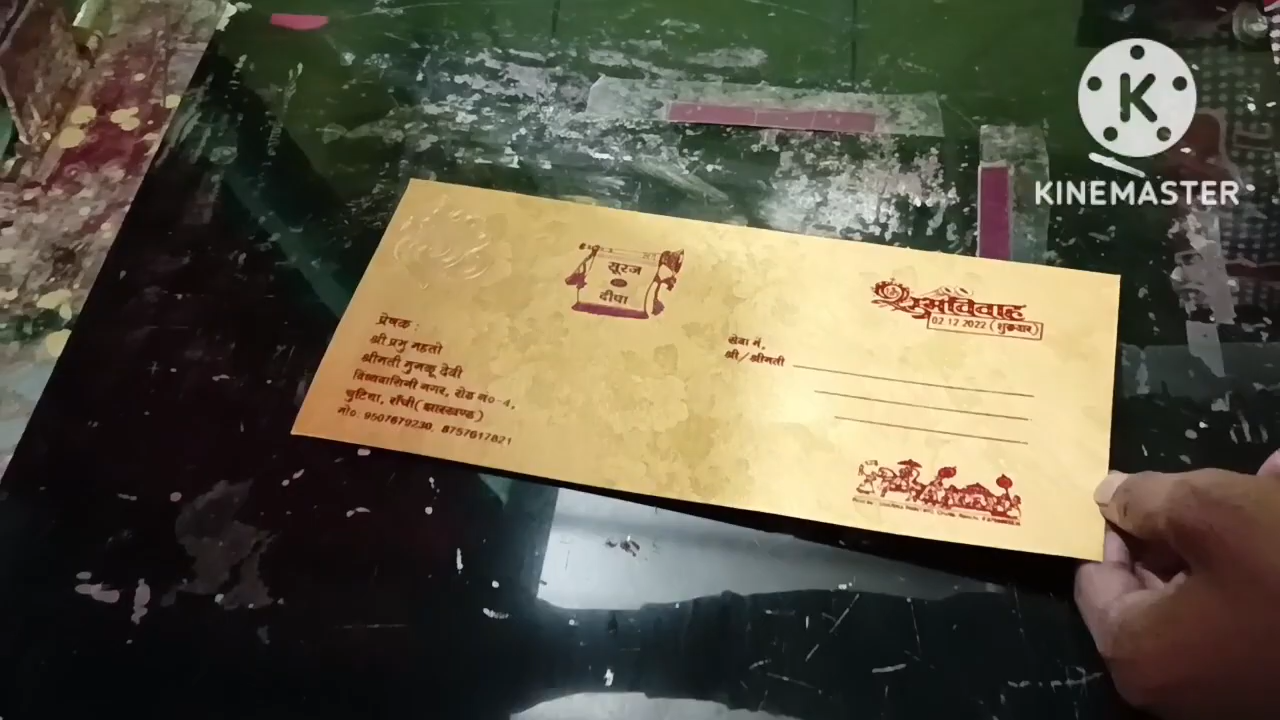 KINEMASTER
सूरज
दीपा
शुभविवाह
02.12.2022 (शुक्रवार)
प्रेषक :
श्री प्रभु महतो
श्रीमती मुनकू देवी
विंध्यवासिनी नगर, रोड नं०-4,
चुटिया, राँची (झारखण्ड)
मो०: 9507679230, 8757617821
सेवा में,
श्री/श्रीमती